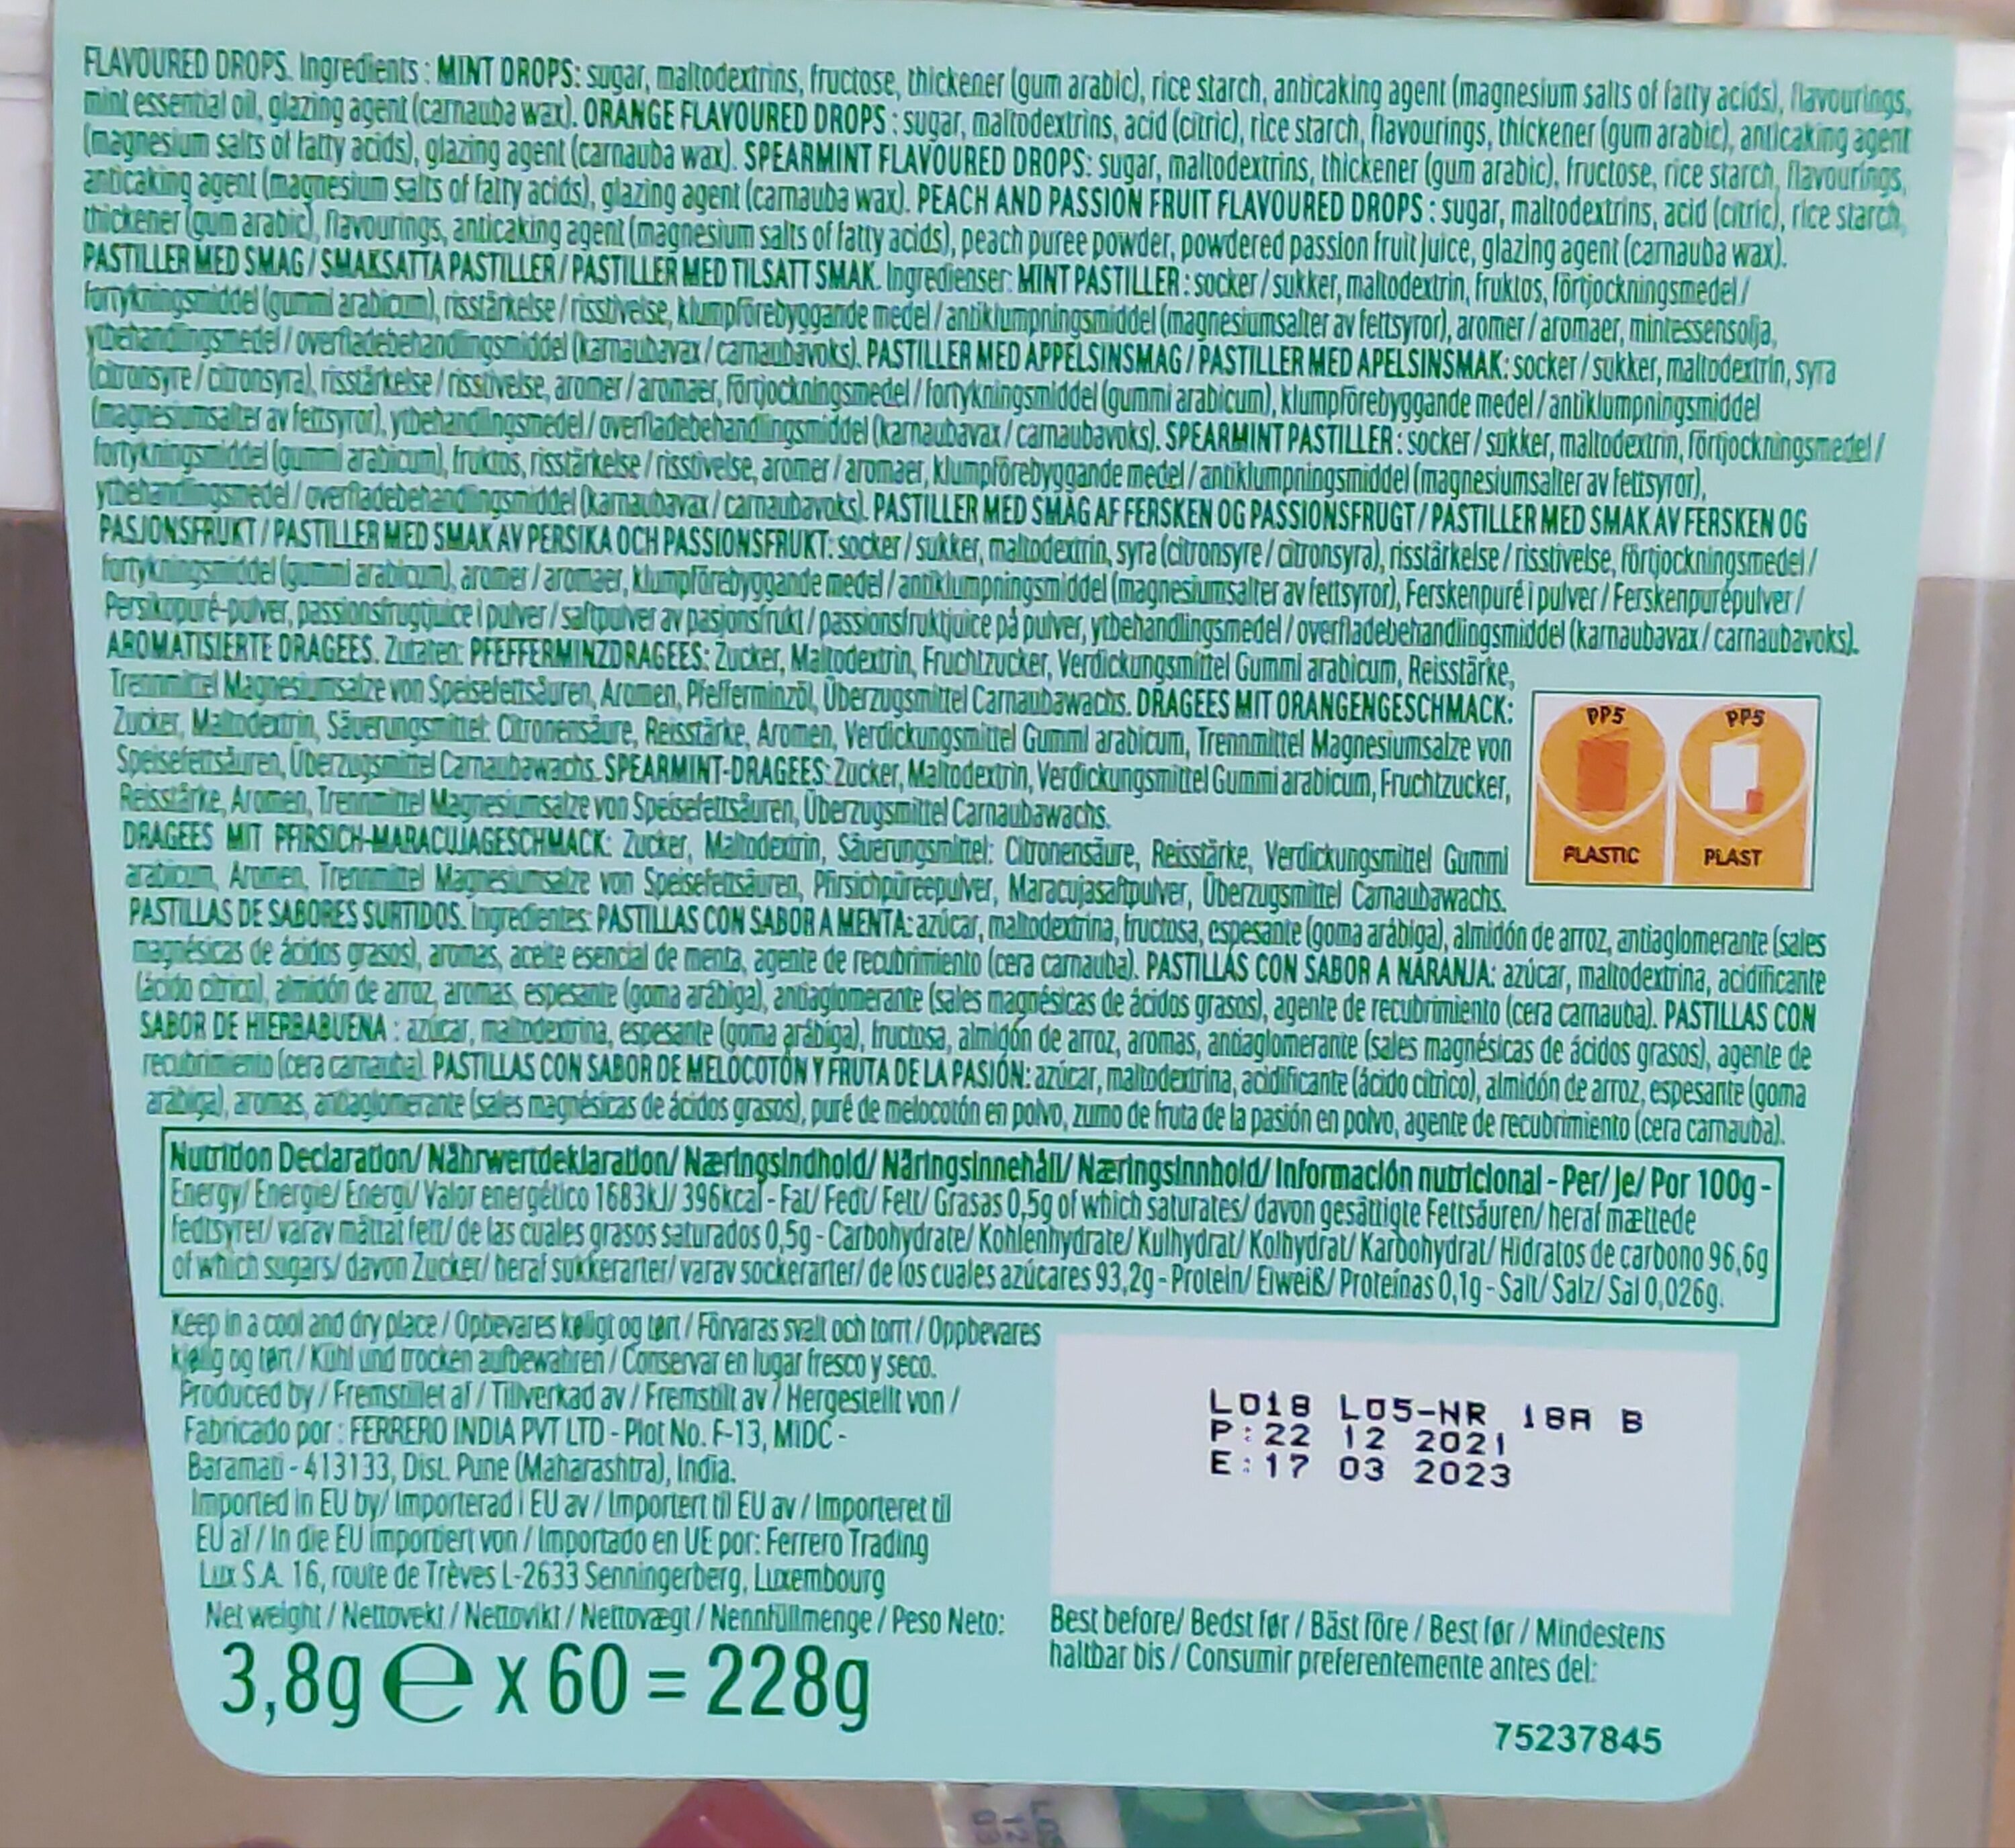 FLAVOURED DROPS. Ingredients : MINT DROPS: sugar, maltodextrins, fructose, thickener (gum arabic), rice starch, anticaking agent (magnesium salts of fatty acids), flavourings,
mint essential oil, glazing agent (carnauba wax). ORANGE FLAVOURED DROPS : sugar, maltodextrins, acid (citric), rice starch, flavourings, thickener (gum arabic), anticaking agent
(magnesium salts of fatty acids), glazing agent (carnauba wax). SPEARMINT FLAVOURED DROPS: sugar, maltodextrins, thickener (gum arabic), fructose, rice starch, flavourings,
anticaking agent (magnesium salts of fatty acids), glazing agent (carnauba wax). PEACH AND PASSION FRUIT FLAVOURED DROPS : sugar, maltodextrins, acid (citric), rice starch,
thickener (gum arabic), flavourings, anticaking agent (magnesium salts of fatty acids), peach puree powder, powdered passion fruit juice, glazing agent (carnauba wax).
PASTILLER MED SMAG / SMAKSATTA PASTILLER / PASTILLER MED TILSATT SMAK. Ingredienser: MINT PASTILLER : socker / sukker, maltodextrin, fruktos, förtjockningsmedel /
fortykningsmiddel (gummi arabicum), risstärkelse / risstivelse, klumpförebyggande medel / antiklumpningsmiddel (magnesiumsalter av fettsyror), aromer / aromaer, mintessensolja,
ytbehandlingsmedel / overfladebehandlingsmiddel (karnaubavax / carnaubavoks). PASTILLER MED APPELSINSMAG / PASTILLER MED APELSINSMAK: socker / sukker, maltodextrin, syra
(citronsyre / citronsyra), risstärkelse / risstivelse, aromer / aromaer, förtjockningsmedel / fortykningsmiddel (gummi arabicum), klumpförebyggande medel / antiklumpningsmiddel
(magnesiumsalter av fettsyror), ytbehandlingsmedel / overfladebehandlingsmiddel (karnaubavax / carnaubavoks). SPEARMINT PASTILLER : socker / sukker, maltodextrin, förtjockningsmedel /
fortykningsmiddel (gummi arabicum), fruktos, risstärkelse / risstivelse, aromer / aromaer, klumpförebyggande medel / antiklumpningsmiddel (magnesiumsalter av fettsyror),
ytbehandlingsmedel / overfladebehandlingsmiddel (karnaubavax / carnaubavoks). PASTILLER MED SMAG AF FERSKEN OG PASSIONSFRUGT / PASTILLER MED SMAK AV FERSKEN OG
PASJONSFRUKT / PASTILLER MED SMAK AV PERSIKA OCH PASSIONSFRUKT: socker / sukker, maltodextrin, syra (citronsyre / citronsyra), risstärkelse / risstivelse, förtjockningsmedel /
fortykningsmiddel (gummi arabicum), aromer / aromaer, klumpförebyggande medel / antiklumpningsmiddel (magnesiumsalter av fettsyror), Ferskenpuré i pulver / Ferskenpurépulver /
Persikopuré-pulver, passionsfrugtjuice i pulver / saftpulver av pasjonsfrukt / passionsfruktjuice på pulver, ytbehandlingsmedel / overfladebehandlingsmiddel (karnaubavax / carnaubavoks).
AROMATISIERTE DRAGEES. Zutaten: PFEFFERMINZDRAGEES: Zucker, Maltodextrin, Fruchtzucker, Verdickungsmittel Gummi arabicum, Reisstärke,
Trennmittel Magnesiumsalze von Speisefettsäuren, Aromen, Pfefferminzöl, Überzugsmittel Carnaubawachs. DRAGEES MIT ORANGENGESCHMACK:
Zucker, Maltodextrin, Säuerungsmittel: Citronensäure, Reisstärke, Aromen, Verdickungsmittel Gummi arabicum, Trennmittel Magnesiumsalze von
Speisefettsäuren, Überzugsmittel Carnaubawachs. SPEARMINT-DRAGEES: Zucker, Maltodextrin, Verdickungsmittel Gummi arabicum, Fruchtzucker,
Reisstärke, Aromen, Trennmittel Magnesiumsalze von Speisefettsäuren, Überzugsmittel Carnaubawachs.
DRAGEES MIT PFIRSICH-MARACUJAGESCHMACK: Zucker, Maltodextrin, Säuerungsmittel: Citronensäure, Reisstärke, Verdickungsmittel Gummi
arabicum, Aromen, Trennmittel Magnesiumsalze von Speisefettsäuren, Pfirsichpüreepulver, Maracujasaftpulver, Überzugsmittel Carnaubawachs.
PP5 PP5
PLASTIC PLAST
PASTILLAS DE SABORES SURTIDOS. Ingredientes: PASTILLAS CON SABOR A MENTA: azúcar, maltodextrina, fructosa, espesante (goma arábiga), almidón de arroz, antiaglomerante (sales
magnésicas de ácidos grasos), aromas, aceite esencial de menta, agente de recubrimiento (cera carnauba). PASTILLAS CON SABOR A NARANJA: azúcar, maltodextrina, acidificante
(ácido cítrico), almidón de arroz, aromas, espesante (goma arábiga), antiaglomerante (sales magnésicas de ácidos grasos), agente de recubrimiento (cera carnauba). PASTILLAS CON
SABOR DE HIERBABUENA : azúcar, maltodextrina, espesante (goma arábiga), fructosa, almidón de arroz, aromas, antiaglomerante (sales magnésicas de ácidos grasos), agente de
recubrimiento (cera carnauba). PASTILLAS CON SABOR DE MELOCOTÓN Y FRUTA DE LA PASIÓN: azúcar, maltodextrina, acidificante (ácido cítrico), almidón de arroz, espesante (goma
arábiga), aromas, antiaglomerante (sales magnésicas de ácidos grasos), puré de melocotón en polvo, zumo de fruta de la pasión en polvo, agente de recubrimiento (cera carnauba).
Nutrition Declaration/ Nährwertdeklaration/ Næringsindhold/ Näringsinnehåll/ Næringsinnhold/ Información nutricional - Per/ Je/ Por 100g -
Energy/ Energie/ Energi/ Valor energético 1683kJ/ 396kcal - Fat/ Fedt/ Fett/ Grasas 0,5g of which saturates/ davon gesättigte Fettsäuren/ heraf mættede
fedtsyrer/ varav mättat fett/ de las cuales grasos saturados 0,5g - Carbohydrate/ Kohlenhydrate/ Kulhydrat/ Kolhydrat/ Karbohydrat/ Hidratos de carbono 96,6g
of which sugars/ davon Zucker/ heraf sukkerarter/ varav sockerarter/ de los cuales azúcares 93,2g - Protein/ Eiweiß/ Proteínas 0,1g - Salt/ Salz/ Sal 0,026g.
Keep in a cool and dry place / Opbevares køligt og tørt / Förvaras svalt och torrt / Oppbevares
kjølig og tørt / Kühl und trocken aufbewahren / Conservar en lugar fresco y seco.
Produced by / Fremstillet af / Tillverkad av / Fremstilt av / Hergestellt von /
Fabricado por : FERRERO INDIA PVT LTD - Plot No. F-13, MIDC -
Baramati - 413133, Dist. Pune (Maharashtra), India.
Imported in EU by/ Importerad i EU av / Importert til EU av / Importeret til
EU af / In die EU importiert von / Importado en UE por: Ferrero Trading
Lux S.A. 16, route de Trèves L-2633 Senningerberg, Luxembourg
Net weight / Nettovekt / Nettovikt / Nettovægt / Nennfüllmenge / Peso Neto:
3,8g e x 60 = 228g
L018 L05-NR 18A B
P:22 12 2021
E:17 03 2023
Best before/ Bedst før / Bäst före / Best før / Mindestens
haltbar bis / Consumir preferentemente antes del:
75237845